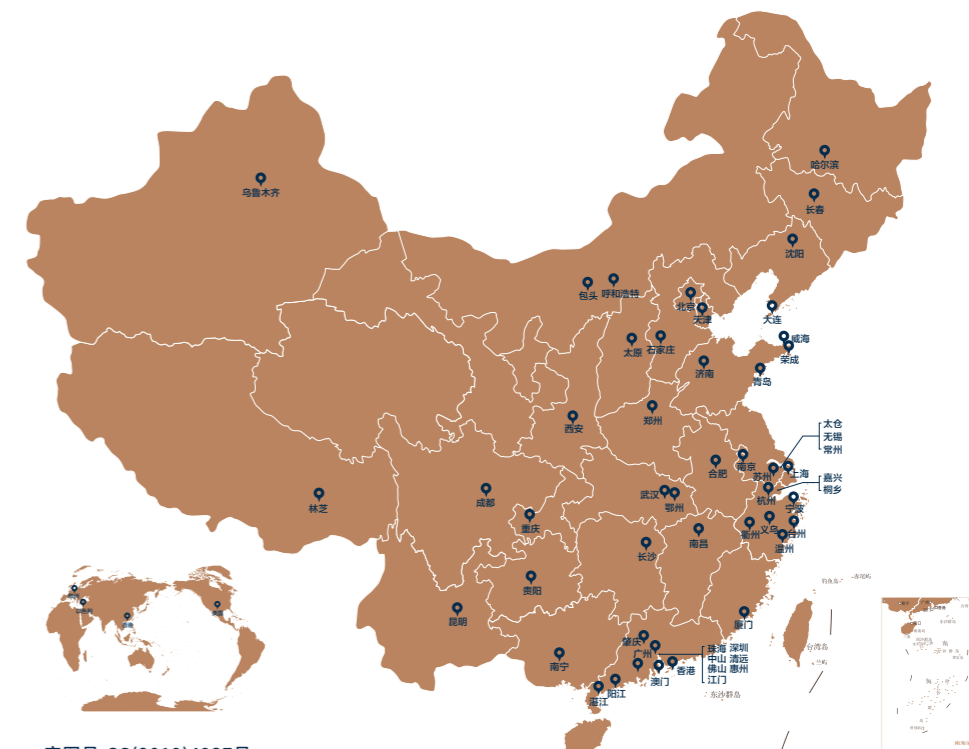 哈尔滨
乌鲁木齐
长春
沈阳
包头 呼和浩特
北京
天津
大连
威海
太原 石家庄
荣成
济南
青岛
郑州
西安
太仓
无锡
常州
合肥
南京
苏州
上海
嘉兴
桐乡
杭州
宁波
林芝
成都
武汉
鄂州
重庆
衢州
义乌
台州
温州
南昌
长沙
贵阳
钓鱼岛
赤尾屿
昆明
厦门
肇庆
广州
珠海 深圳
中山 清远
佛山 惠州
江门
南宁
香港
澳门
阳江
湛江
台湾岛
兰屿
东沙群岛